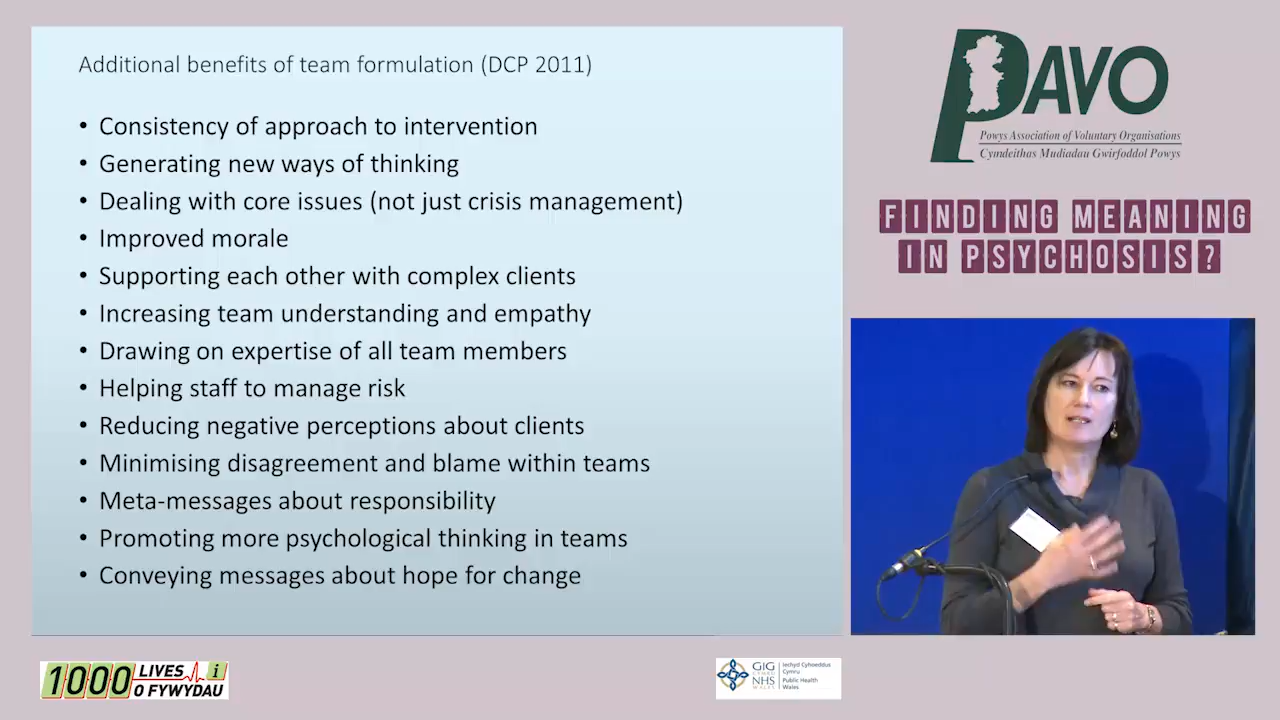 Additional benefits of team formulation (DCP 2011)
• Consistency of approach to intervention
• Generating new ways of thinking
• Dealing with core issues (not just crisis management)
• Improved morale
• Supporting each other with complex clients
• Increasing team understanding and empathy
• Drawing on expertise of all team members
• Helping staff to manage risk
• Reducing negative perceptions about clients
• Minimising disagreement and blame within teams
• Meta-messages about responsibility
• Promoting more psychological thinking in teams
• Conveying messages about hope for change
PAVO
Powys Association of Voluntary Organisations
Cymdeithas Mudiadau Gwirfoddol Powys
FINDING MEANING
IN PSYCHOSIS?
1000 LIVES i
O FYWYDAU
GIG
CYMRU
NHS
WALES
Iechyd Cyhoeddus
Cymru
Public Health
Wales